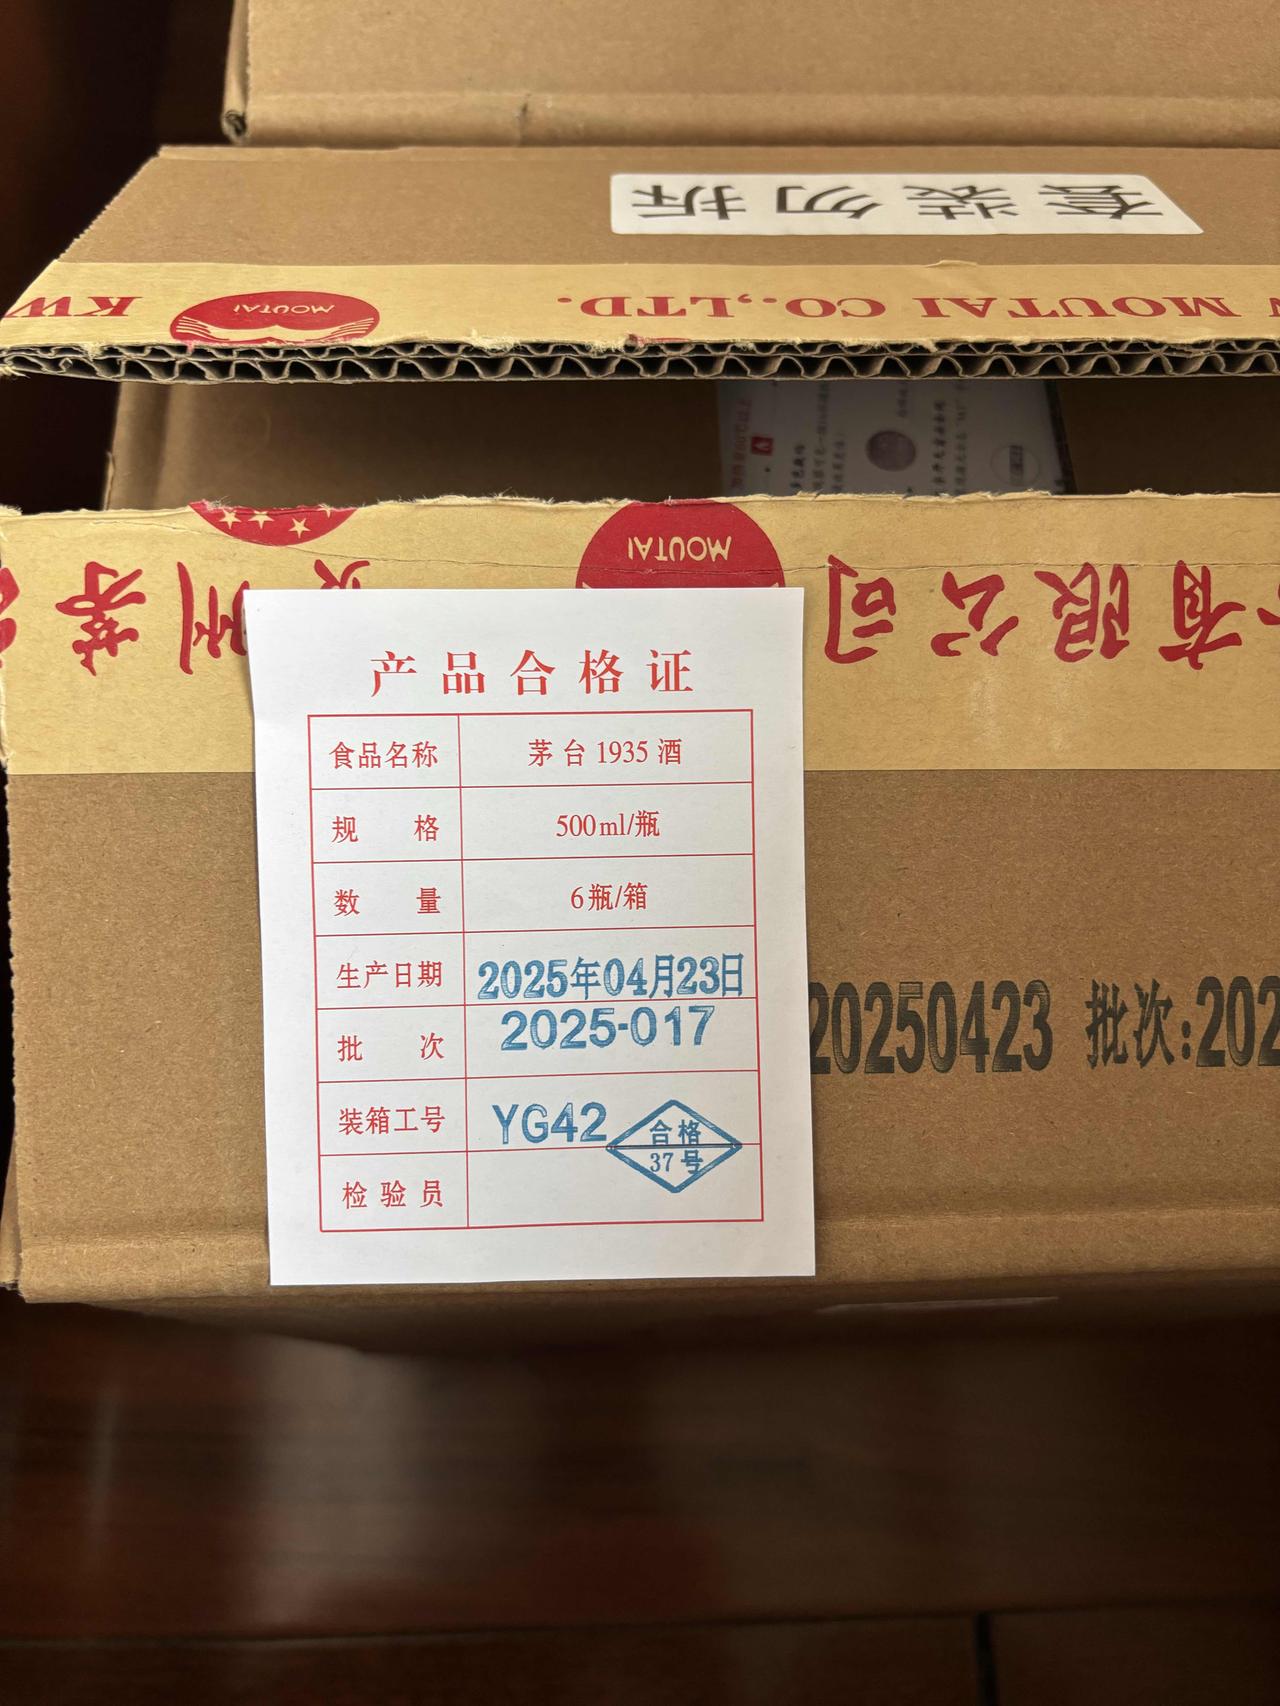 套装勿拆
MOUTAI CO.,LTD.
KW
MOUTAI
MOUTAI
有限公司
州茅
产品合格证
食品名称 茅台1935酒
规格 500ml/瓶
数量 6瓶/箱
生产日期 2025年04月23日
批次 2025-017
装箱工号 YG42
合格
37号
检验员
20250423 批次:202